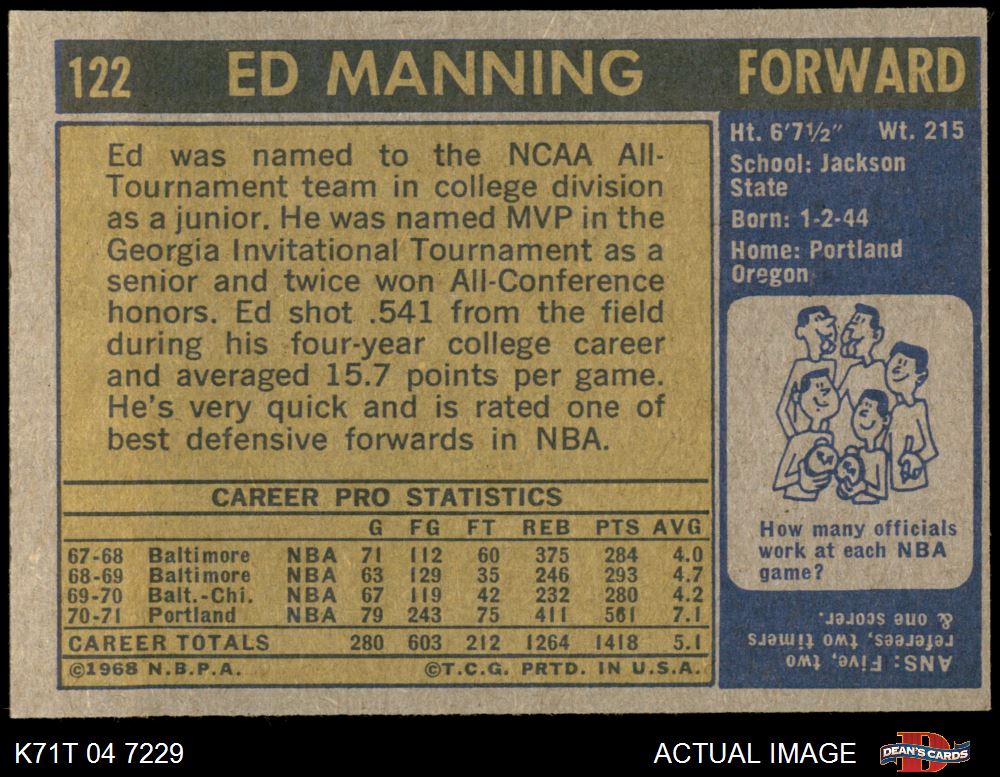 122 ED MANNING FORWARD
Ed was named to the NCAA All-
Tournament team in college division
as a junior. He was named MVP in the
Georgia Invitational Tournament as a
senior and twice won All-Conference
honors. Ed shot .541 from the field
during his four-year college career
and averaged 15.7 points per game.
He's very quick and is rated one of
best defensive forwards in NBA.
CAREER PRO STATISTICS
G FG FT REB PTS AVG
67-68 Baltimore NBA 71 112 60 375 284 4.0
68-69 Baltimore NBA 63 129 35 246 293 4.7
69-70 Balt.-Chi. NBA 67 119 42 232 280 4.2
70-71 Portland NBA 79 243 75 411 561 7.1
CAREER TOTALS 280 603 212 1264 1418 5.1
©1968 N.B.P.A. ©T.C.G. PRTD. IN U.S.A.
Ht. 6'7½" Wt. 215
School: Jackson
State
Born: 1-2-44
Home: Portland
Oregon
How many officials
work at each NBA
game?
ANS: Five, two
referees, two timers
& one scorer.
K71T 04 7229 ACTUAL IMAGE
D
DEAN'S CARDS